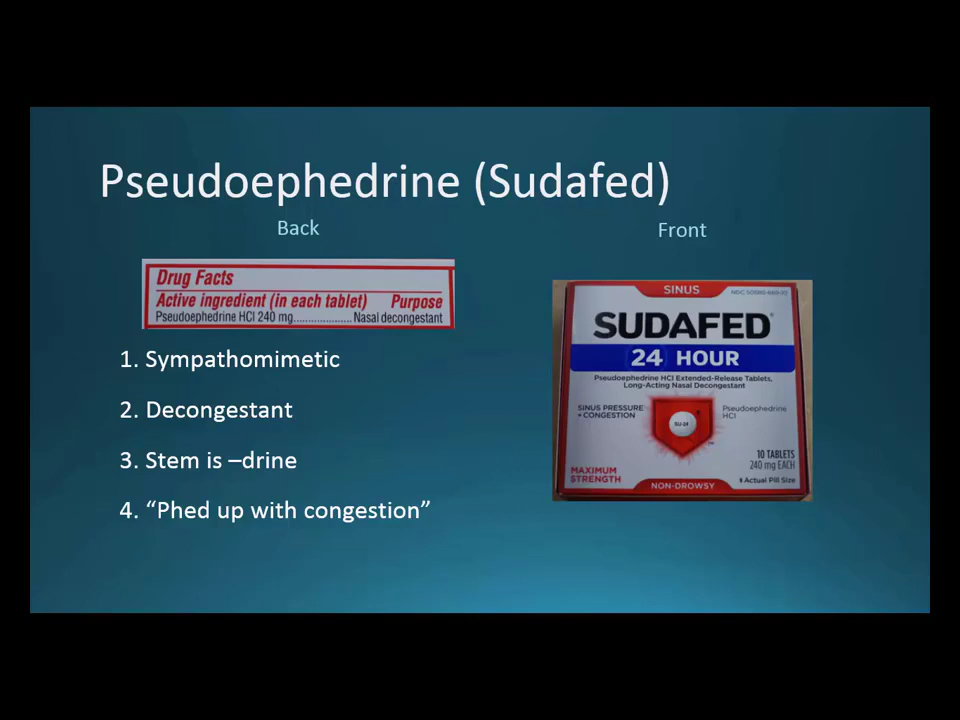 Pseudoephedrine (Sudafed)
Back
Drug Facts
Active ingredient (in each tablet) Purpose
Pseudoephedrine HCl 240 mg....................Nasal decongestant
1. Sympathomimetic
2. Decongestant
3. Stem is –drine
4. “Phed up with congestion”
Front
SINUS
SUDAFED®
24 HOUR
Pseudoephedrine HCl Extended-Release Tablets,
Long-Acting Nasal Decongestant
SINUS PRESSURE
+ CONGESTION
Pseudoephedrine
HCl
SU-24
10 TABLETS
240 mg EACH
MAXIMUM
STRENGTH
Actual Pill Size
NON-DROWSY